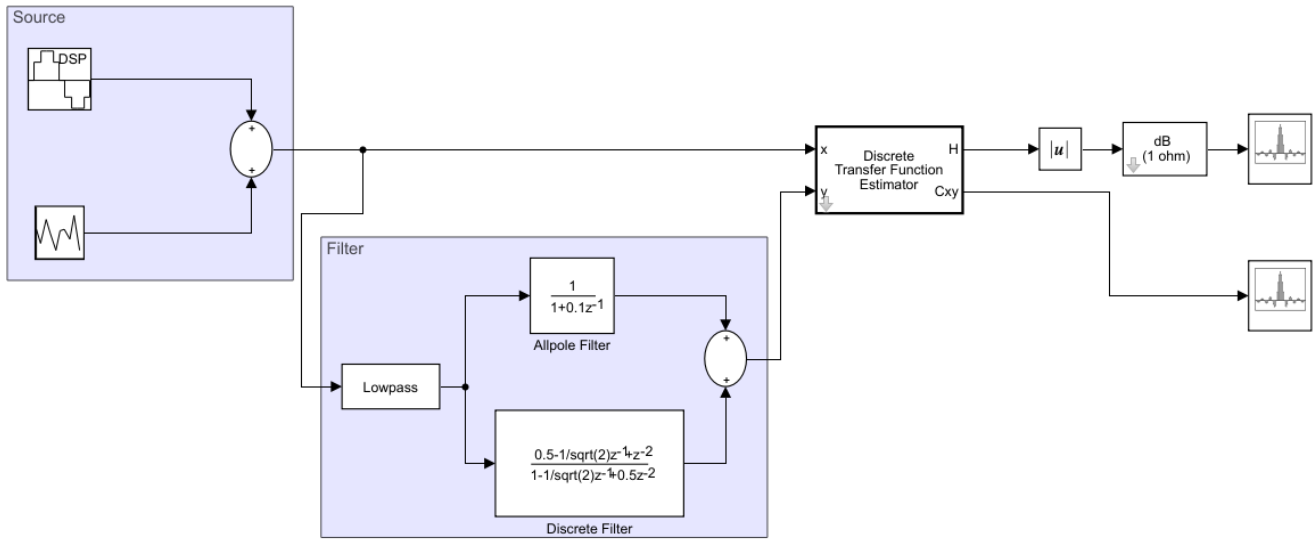 Source
DSP
+
+
x
y
Discrete
Transfer Function
Estimator
H
Cxy
|u|
dB
(1 ohm)
Filter
Lowpass
1
1+0.1z-1
Allpole Filter
0.5-1/sqrt(2)z-1+z-2
1-1/sqrt(2)z-1+0.5z-2
Discrete Filter
+
+